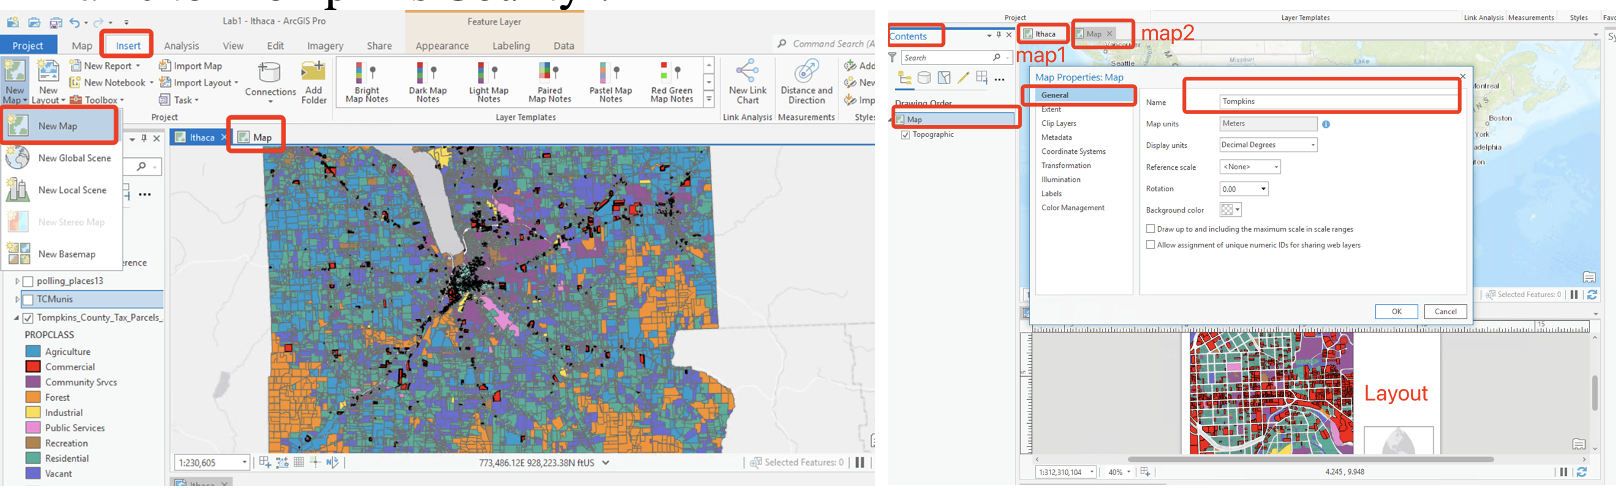 Lab1 - Ithaca - ArcGIS Pro
Feature Layer
Project Map Insert Analysis View Edit Imagery Share Appearance Labeling Data
Command Search (A
New Map
New Layout
New Report
New Notebook
Toolbox
Import Map
Import Layout
Task
Connections
Add Folder
Bright Map Notes
Dark Map Notes
Light Map Notes
Paired Map Notes
Pastel Map Notes
Red Green Map Notes
New Link Chart
Distance and Direction
Add
New
Imp
Project
Layer Templates
Link Analysis
Measurements
Styles
New Map
New Global Scene
New Local Scene
New Stereo Map
New Basemap
Ithaca
Map
erence
polling_places13
TCMunis
Tompkins_County_Tax_Parcels_
PROPCLASS
Agriculture
Commercial
Community Srvcs
Forest
Industrial
Public Services
Recreation
Residential
Vacant
1:230,605
773,486.12E 928,223.38N ftUS
Selected Features: 0
Ithaca
Project
Layer Templates
Link Analysis
Measurements
Styles
Favo
Contents
Search
Drawing Order
Map
Topographic
Ithaca
Map
map1
map2
Vancouver
Seattle
Montreal
Boston
adelphia
Map Properties: Map
General
Extent
Clip Layers
Metadata
Coordinate Systems
Transformation
Illumination
Labels
Color Management
Name Tompkins
Map units Meters
Display units Decimal Degrees
Reference scale <None>
Rotation 0.00
Background color
Draw up to and including the maximum scale in scale ranges
Allow assignment of unique numeric IDs for sharing web layers
OK Cancel
Selected Features: 0
15
Layout
1:312,310,104
40%
4.245, 9.948